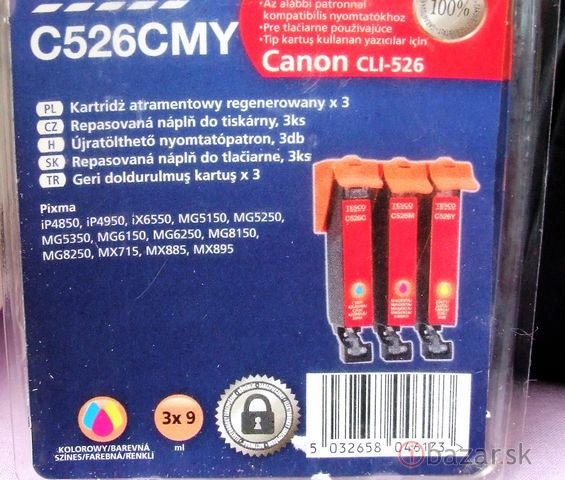 •Az alábbi patronnal
kompatibilis nyomtatókhoz
•Pre tlačiarne používajúce
•Tip kartuş kullanan yazıcılar için
Canon CLI-526
100%
C526CMY
PL Kartridż atramentowy regenerowany x 3
CZ Repasovaná náplň do tiskárny, 3ks
H Újratölthető nyomtatópatron, 3db
SK Repasovaná náplň do tlačiarne, 3ks
TR Geri doldurulmuş kartuş x 3
Pixma
iP4850, iP4950, iX6550, MG5150, MG5250,
MG5350, MG6150, MG6250, MG8150,
MG8250, MX715, MX885, MX895
TESCO
C526C
TESCO
C526M
TESCO
C526Y
KOLOROWY/BAREVNÁ
SZÍNES/FAREBNÁ/RENKLİ
3x 9
ml
5 032658 046173
bazar.sk